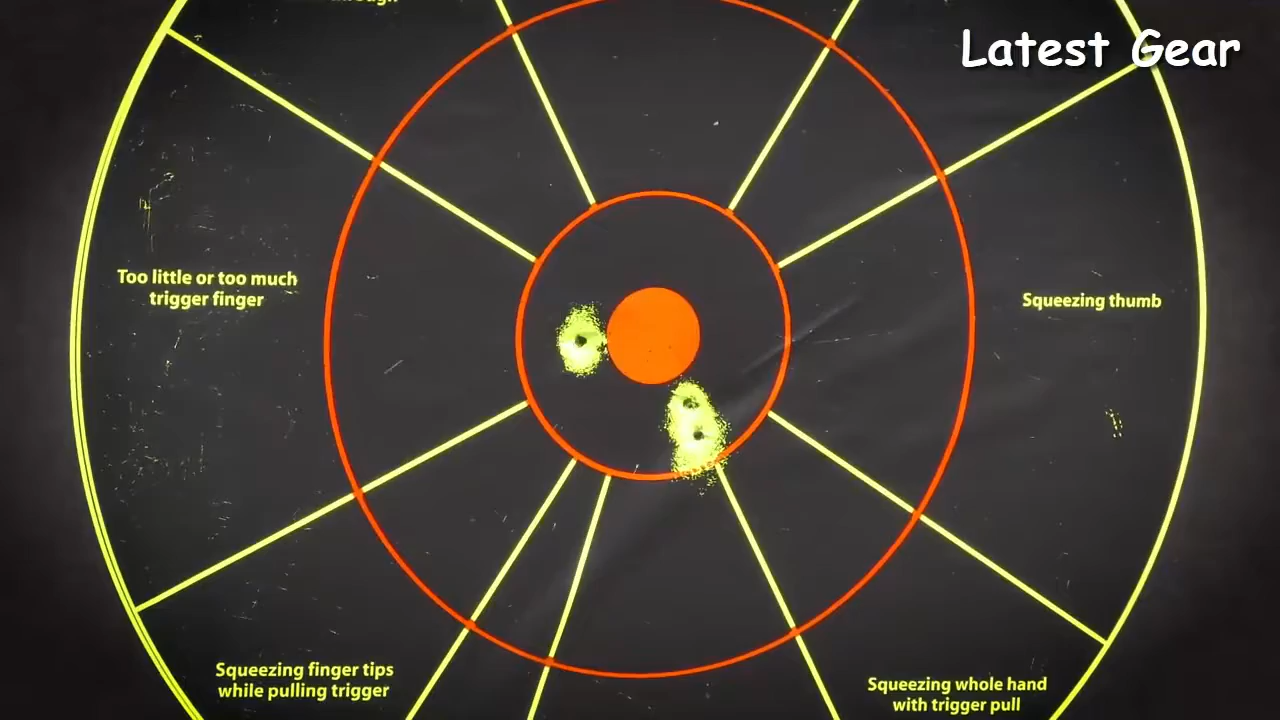 Latest Gear
Too little or too much
trigger finger
Squeezing thumb
Squeezing finger tips
while pulling trigger
Squeezing whole hand
with trigger pull